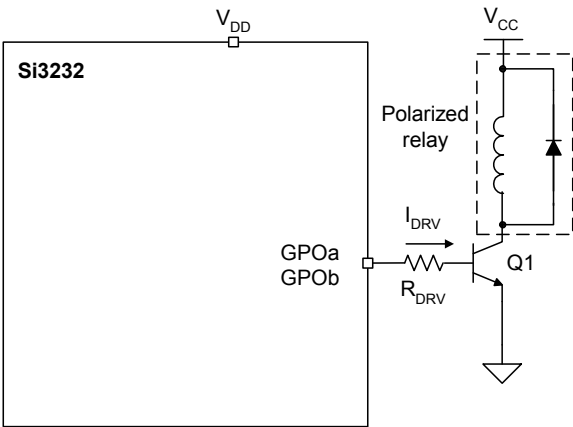 V_DD
Si3232
V_CC
Polarized
relay
I_DRV
GPOa
GPOb
R_DRV
Q1